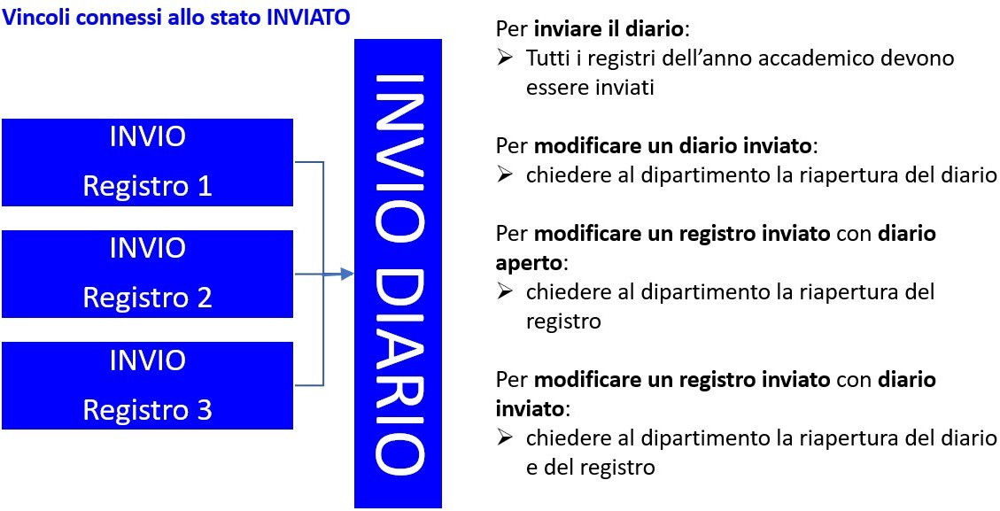 Vincoli connessi allo stato INVIATO
INVIO
Registro 1
INVIO
Registro 2
INVIO
Registro 3
INVIO DIARIO
Per inviare il diario:
➢ Tutti i registri dell’anno accademico devono
essere inviati
Per modificare un diario inviato:
➢ chiedere al dipartimento la riapertura del diario
Per modificare un registro inviato con diario
aperto:
➢ chiedere al dipartimento la riapertura del
registro
Per modificare un registro inviato con diario
inviato:
➢ chiedere al dipartimento la riapertura del diario
e del registro